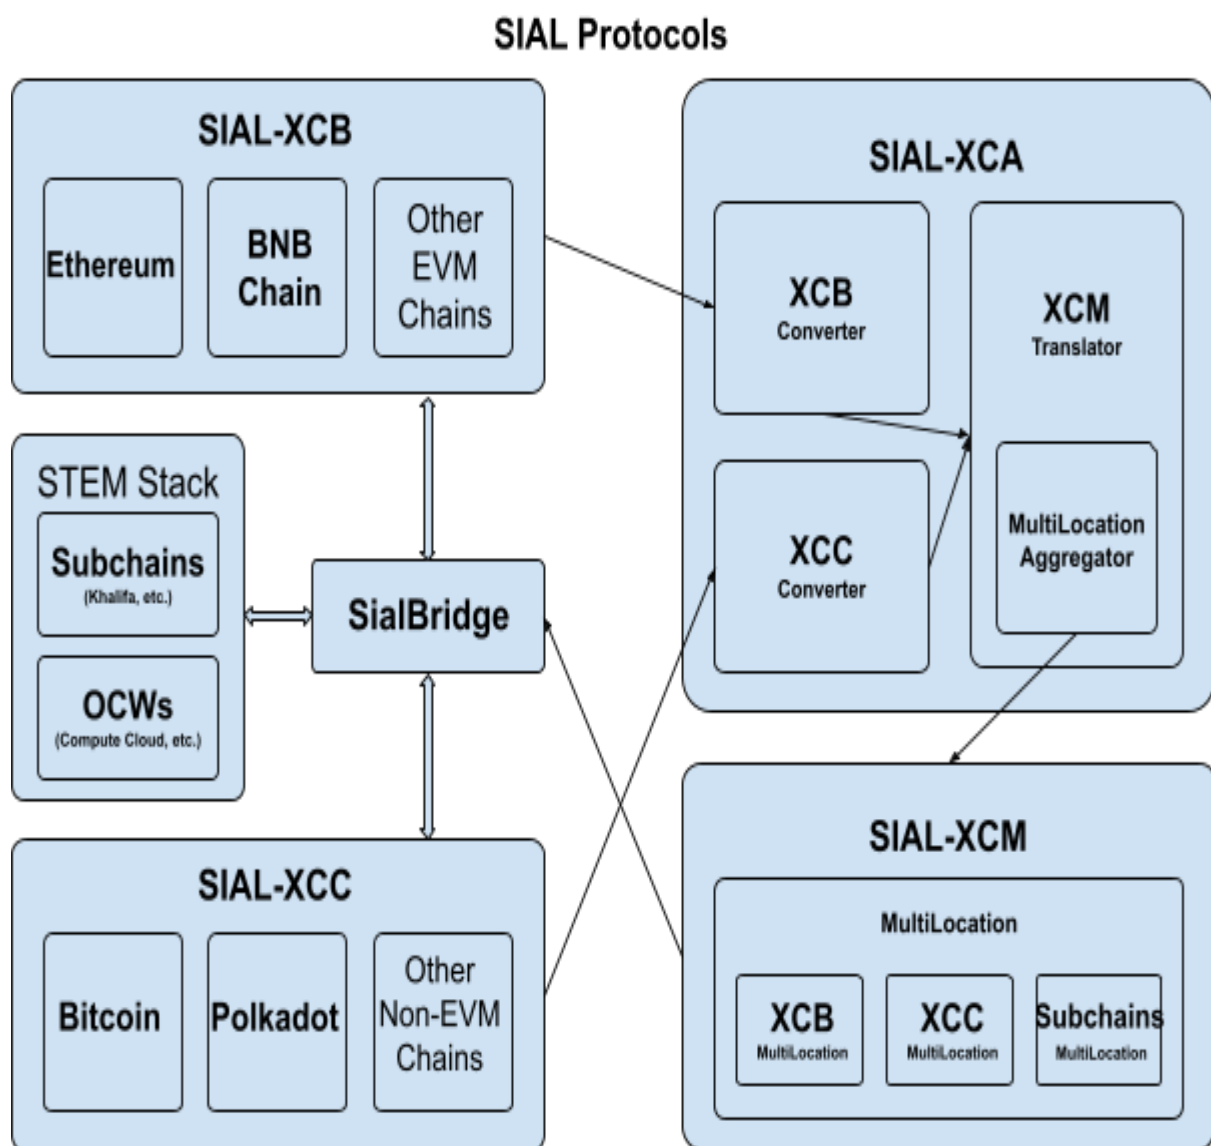 SIAL Protocols
SIAL-XCB
Ethereum
BNB
Chain
Other
EVM
Chains
STEM Stack
Subchains
(Khalifa, etc.)
OCWs
(Compute Cloud, etc.)
SialBridge
SIAL-XCC
Bitcoin
Polkadot
Other
Non-EVM
Chains
SIAL-XCA
XCB
Converter
XCC
Converter
XCM
Translator
MultiLocation
Aggregator
SIAL-XCM
MultiLocation
XCB
MultiLocation
XCC
MultiLocation
Subchains
MultiLocation